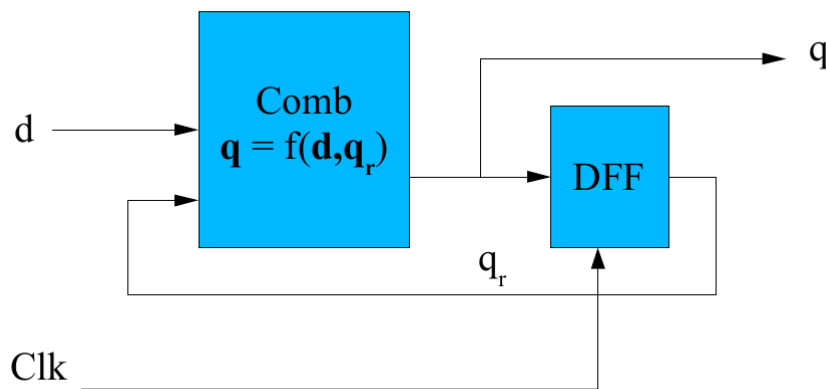 q
Comb
d
q = f(d,qr)
DFF
qr
Clk